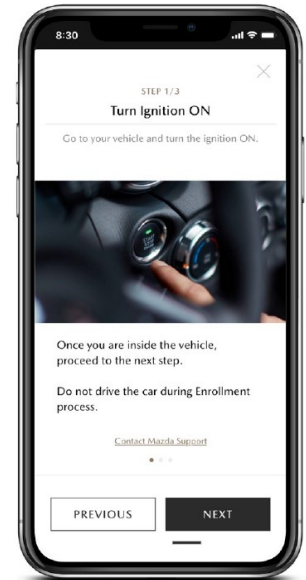 8:30
STEP 1/3
Turn Ignition ON
Go to your vehicle and turn the ignition ON.
Once you are inside the vehicle,
proceed to the next step.
Do not drive the car during Enrollment
process.
Contact Mazda Support
PREVIOUS
NEXT